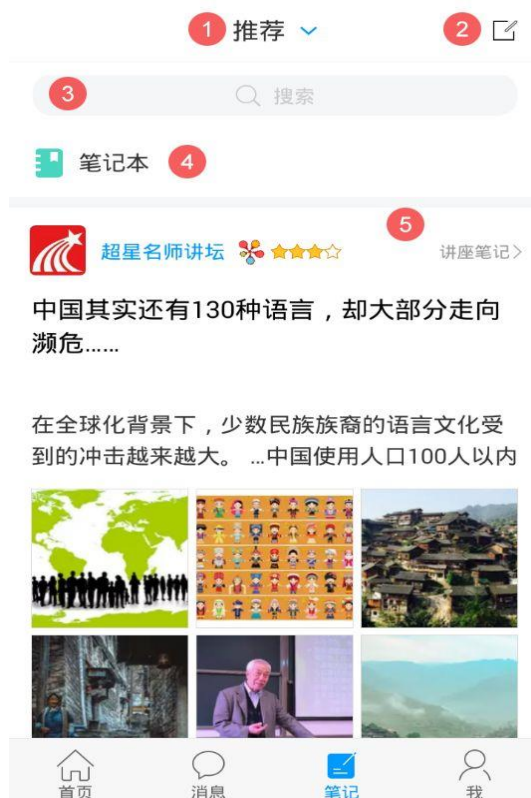 1 推荐 2
3 搜索
笔记本 4
5
超星名师讲坛 讲座笔记>
中国其实还有130种语言，却大部分走向
濒危……
在全球化背景下，少数民族族裔的语言文化受
到的冲击越来越大。 …中国使用人口100人以内
首页 消息 笔记 我